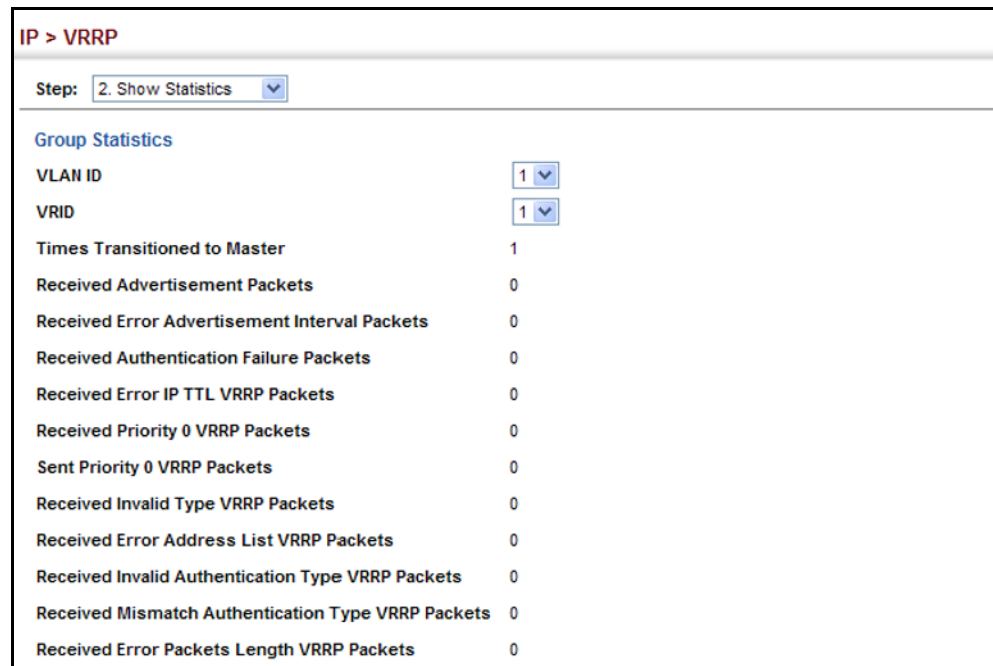 IP > VRRP
Step: 2. Show Statistics
Group Statistics
VLAN ID 1
VRID 1
Times Transitioned to Master 1
Received Advertisement Packets 0
Received Error Advertisement Interval Packets 0
Received Authentication Failure Packets 0
Received Error IP TTL VRRP Packets 0
Received Priority 0 VRRP Packets 0
Sent Priority 0 VRRP Packets 0
Received Invalid Type VRRP Packets 0
Received Error Address List VRRP Packets 0
Received Invalid Authentication Type VRRP Packets 0
Received Mismatch Authentication Type VRRP Packets 0
Received Error Packets Length VRRP Packets 0